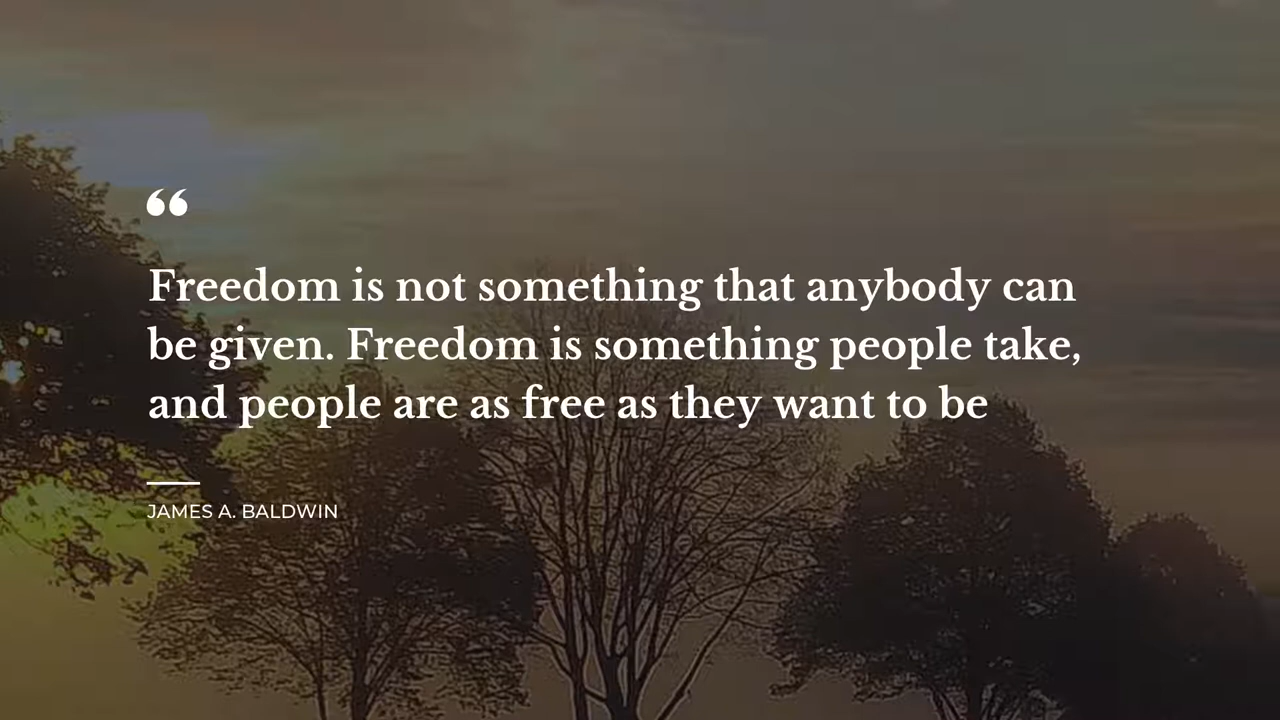 “
Freedom is not something that anybody can
be given. Freedom is something people take,
and people are as free as they want to be
JAMES A. BALDWIN